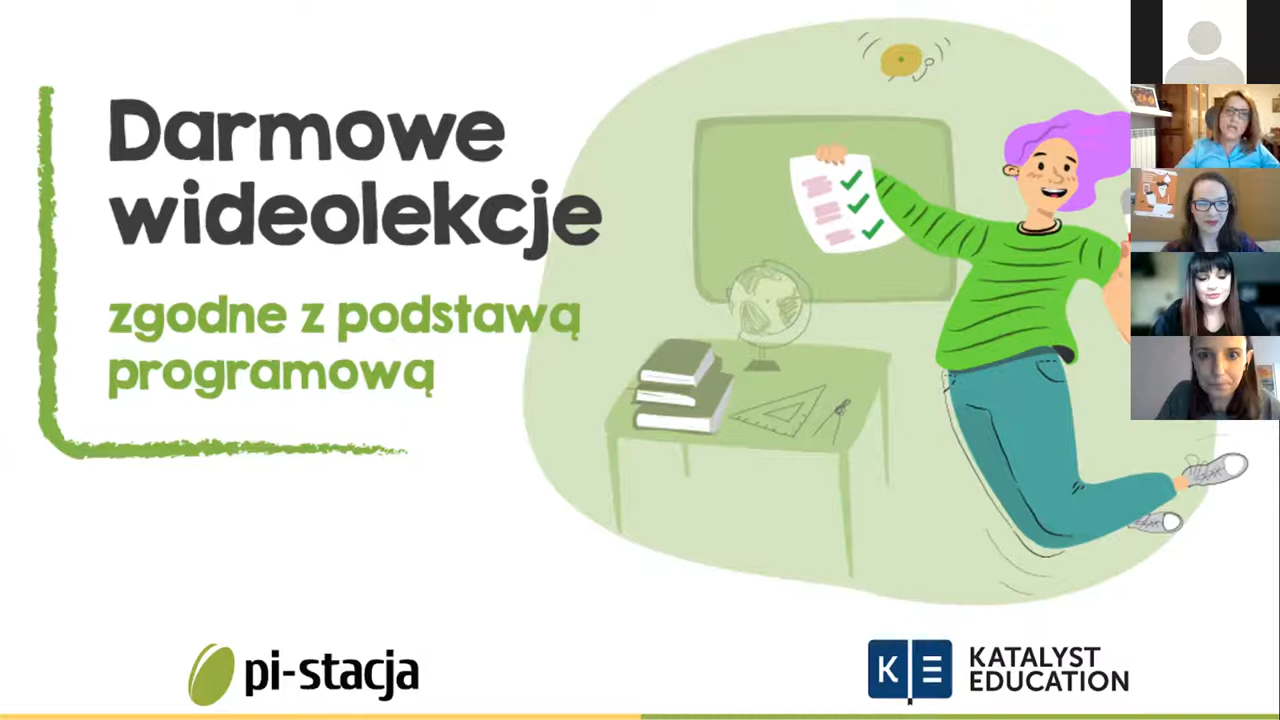 Darmowe
wideolekcje
zgodne z podstawą
programową
pi-stacja
K
KATALYST
EDUCATION